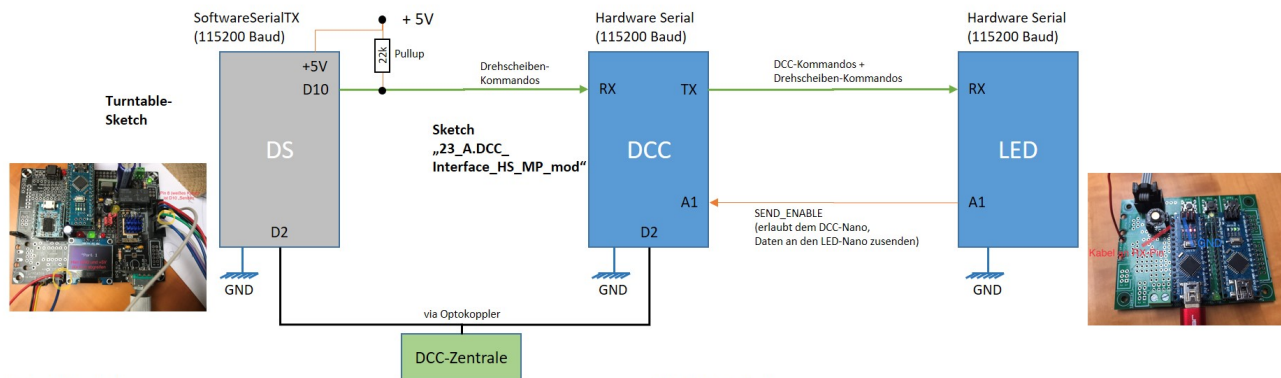 SoftwareSerialTX
(115200 Baud)
+ 5V
22k
Pullup
+5V
D10
Turntable-
Sketch
DS
D2
GND
Drehscheiben-
Kommandos
Hardware Serial
(115200 Baud)
RX
TX
Sketch
„23_A.DCC_
Interface_HS_MP_mod“
DCC
A1
D2
GND
DCC-Kommandos +
Drehscheiben-Kommandos
Hardware Serial
(115200 Baud)
RX
LED
A1
GND
SEND_ENABLE
(erlaubt dem DCC-Nano,
Daten an den LED-Nano zusenden)
via Optokoppler
DCC-Zentrale
GND